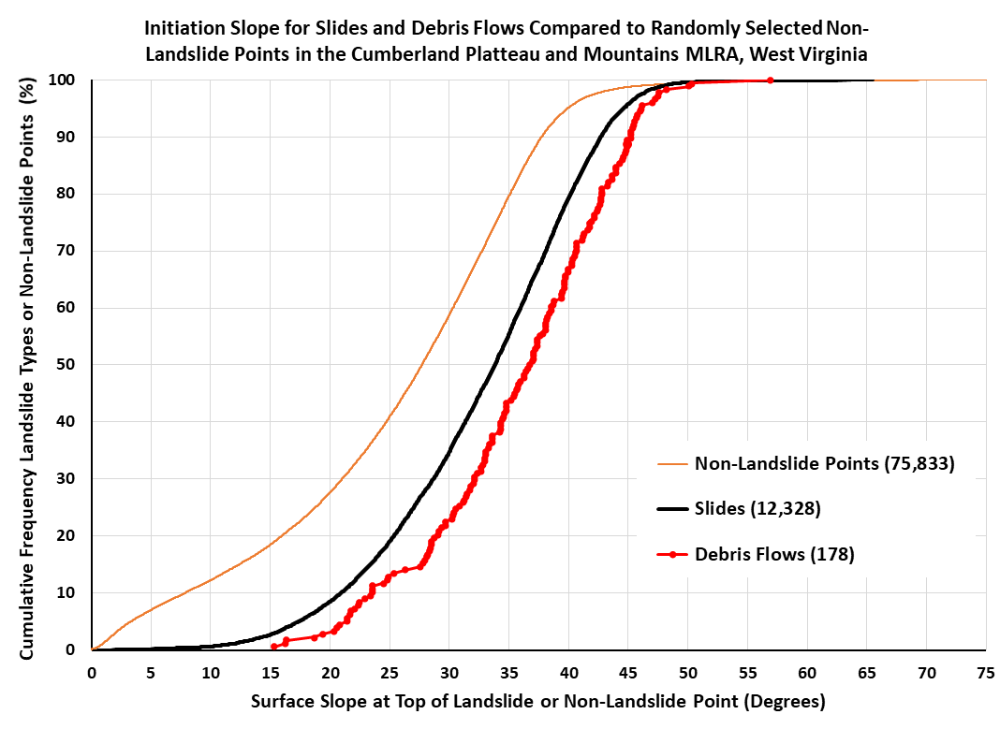 Initiation Slope for Slides and Debris Flows Compared to Randomly Selected Non-
Landslide Points in the Cumberland Platteau and Mountains MLRA, West Virginia
Cumulative Frequency Landslide Types or Non-Landslide Points (%)
100
90
80
70
60
50
40
30
20
10
0
Non-Landslide Points (75,833)
Slides (12,328)
Debris Flows (178)
0 5 10 15 20 25 30 35 40 45 50 55 60 65 70 75
Surface Slope at Top of Landslide or Non-Landslide Point (Degrees)